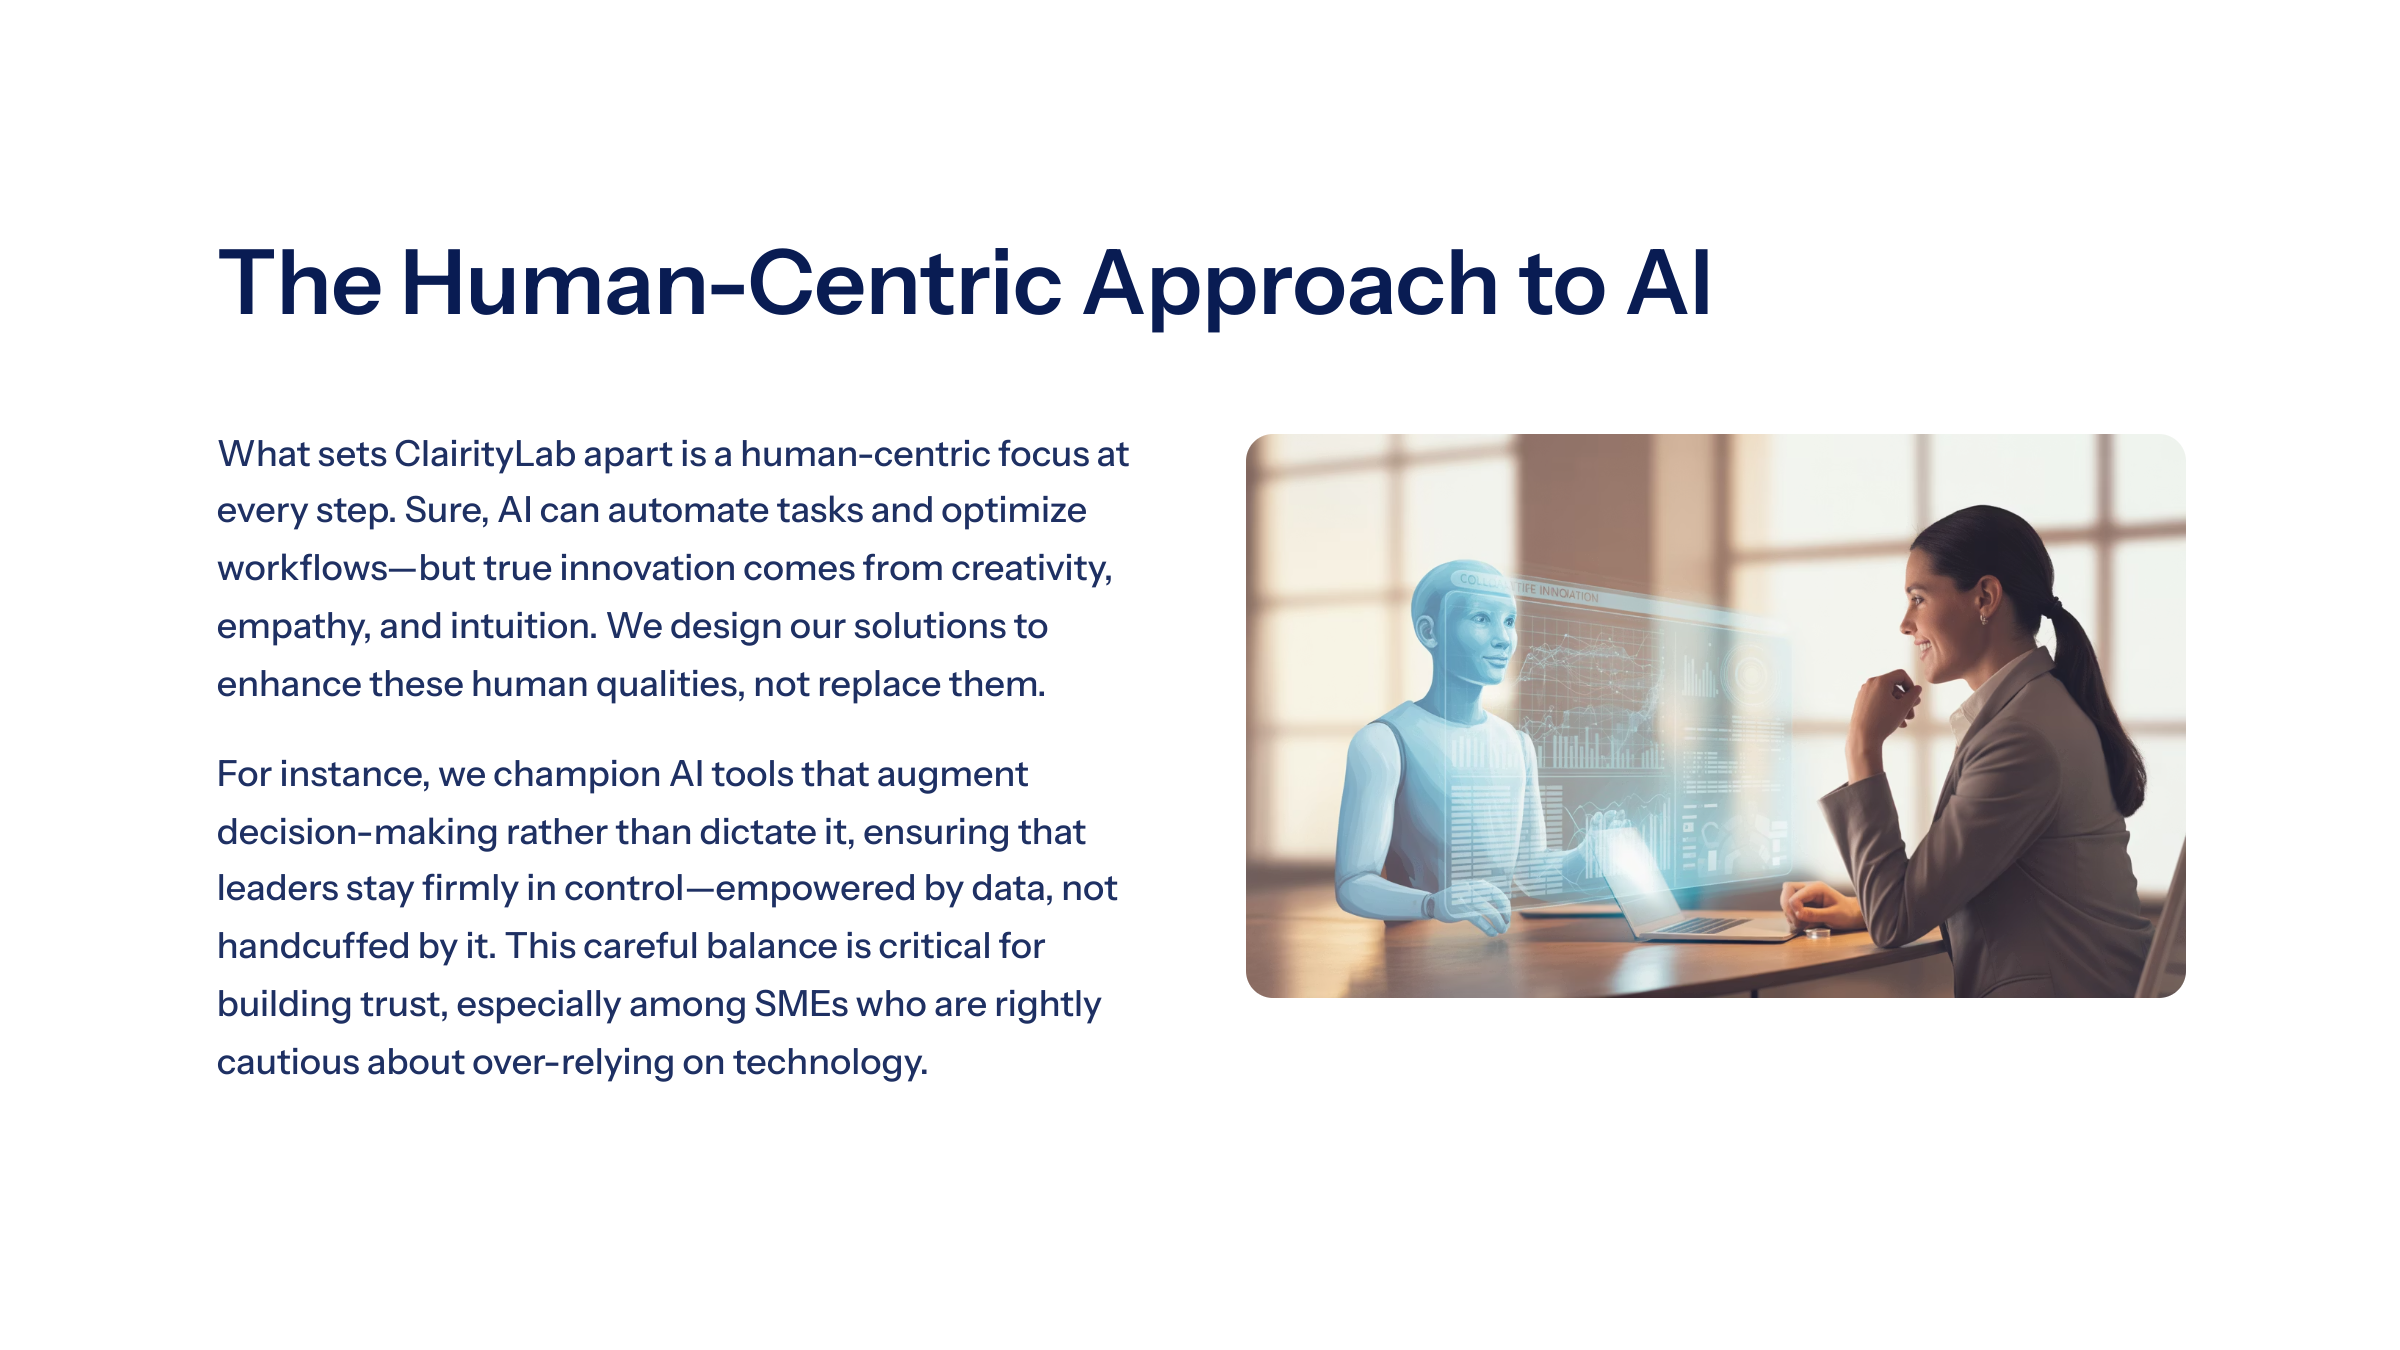 The Human-Centric Approach to AI
What sets ClairityLab apart is a human-centric focus at
every step. Sure, AI can automate tasks and optimize
workflows—but true innovation comes from creativity,
empathy, and intuition. We design our solutions to
enhance these human qualities, not replace them.
For instance, we champion AI tools that augment
decision-making rather than dictate it, ensuring that
leaders stay firmly in control—empowered by data, not
handcuffed by it. This careful balance is critical for
building trust, especially among SMEs who are rightly
cautious about over-relying on technology.